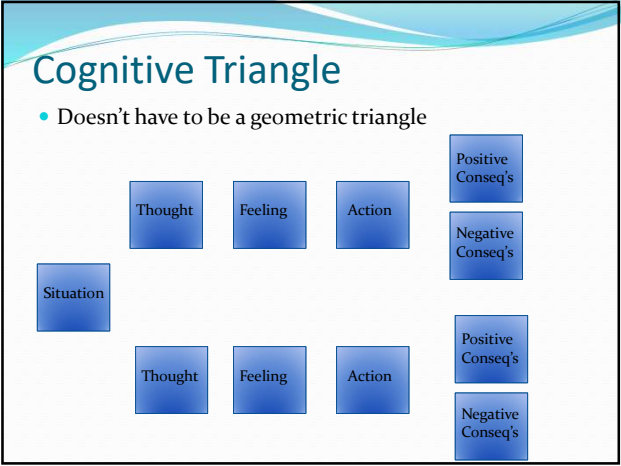 Cognitive Triangle
• Doesn't have to be a geometric triangle
Positive
Conseq's
Thought
Feeling
Action
Negative
Conseq's
Situation
Positive
Conseq's
Thought
Feeling
Action
Negative
Conseq's